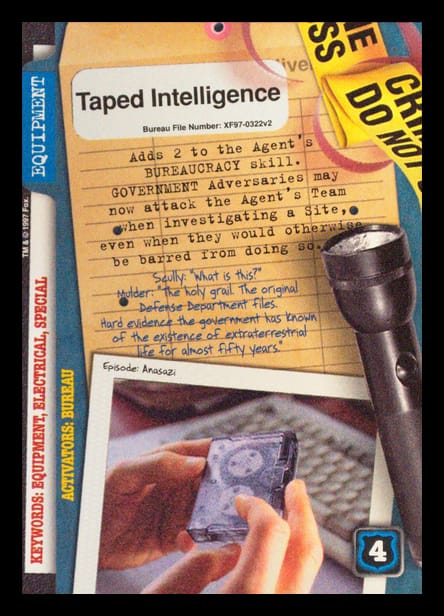 NE
SS
CRI
DO NOT
liver
Taped Intelligence
Bureau File Number: XF97-0322v2
EQUIPMENT
TM & © 1997 Fox.
Adds 2 to the Agent's
BUREAUCRACY skill.
GOVERNMENT Adversaries may
now attack the Agent's Team
when investigating a Site,
even when they would otherwise
be barred from doing so.
Scully: "What is this?"
Mulder: "The holy grail. The original
Defense Department files.
Hard evidence the government has known
of the existence of extraterrestrial
life for almost fifty years."
Episode: Anasazi
KEYWORDS: EQUIPMENT, ELECTRICAL, SPECIAL
ACTIVATORS: BUREAU
4